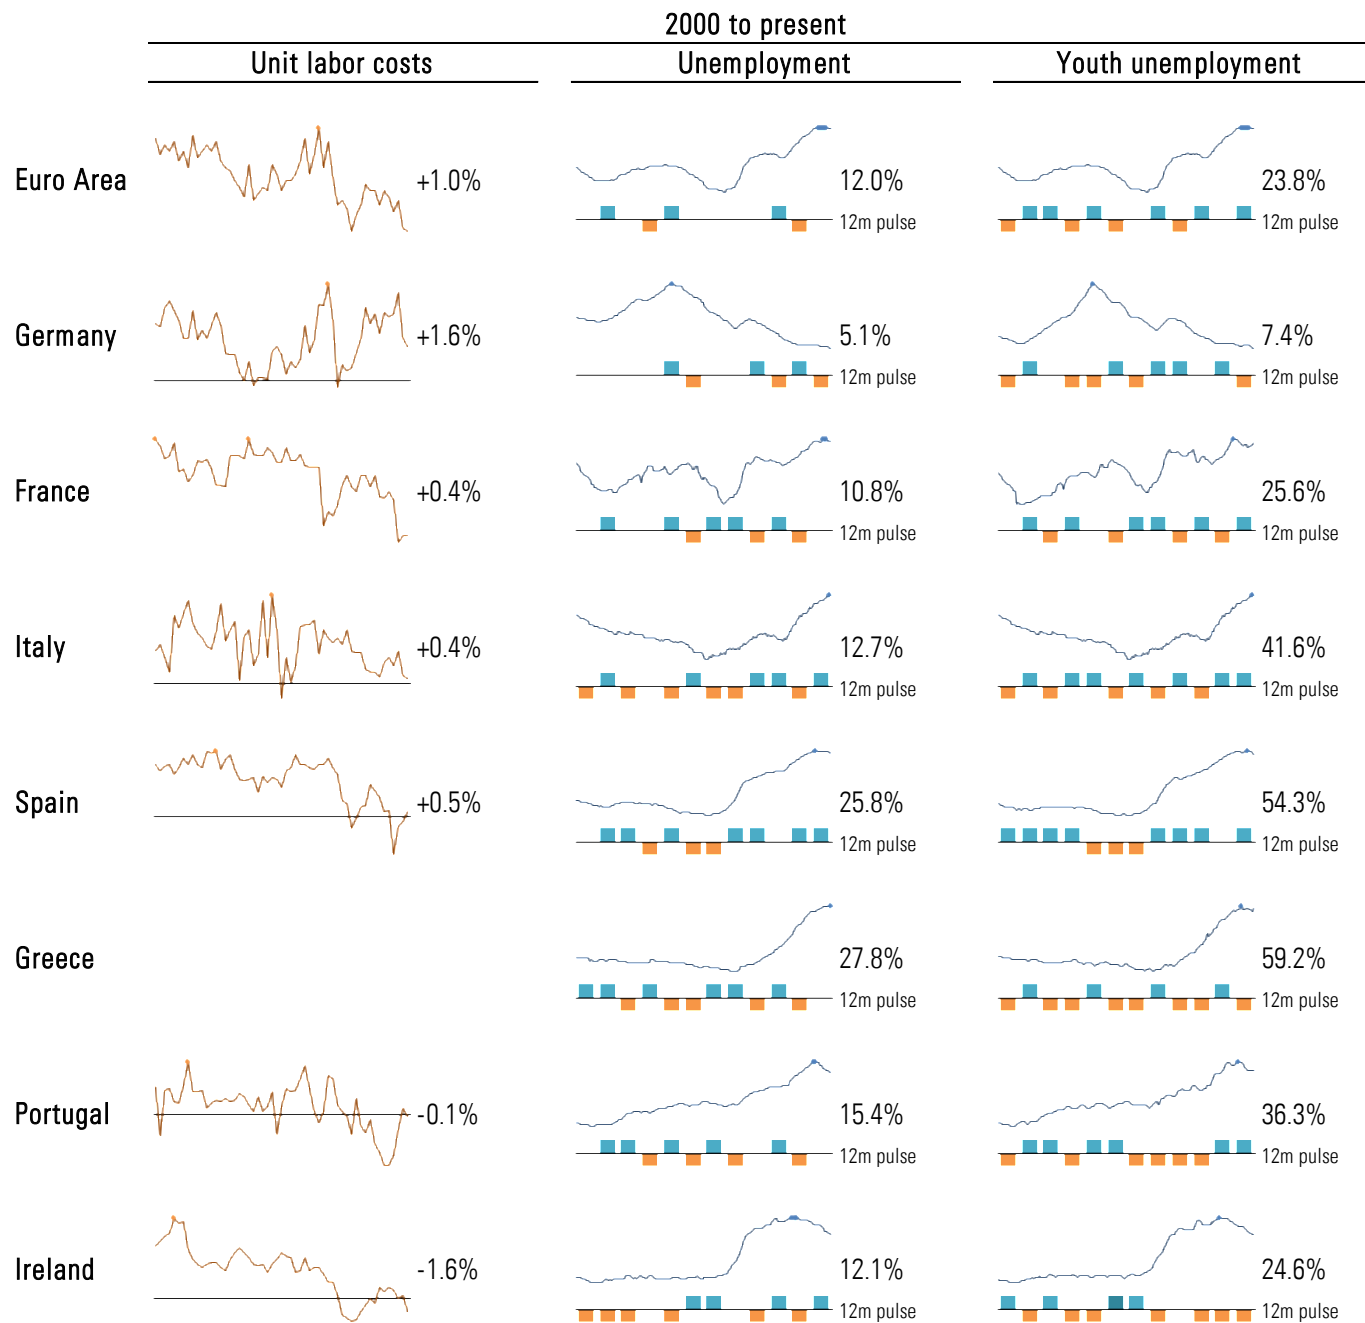 2000 to present
Unit labor costs Unemployment Youth unemployment
Euro Area +1.0% 12.0% 23.8%
12m pulse 12m pulse
Germany +1.6% 5.1% 7.4%
12m pulse 12m pulse
France +0.4% 10.8% 25.6%
12m pulse 12m pulse
Italy +0.4% 12.7% 41.6%
12m pulse 12m pulse
Spain +0.5% 25.8% 54.3%
12m pulse 12m pulse
Greece 27.8% 59.2%
12m pulse 12m pulse
Portugal -0.1% 15.4% 36.3%
12m pulse 12m pulse
Ireland -1.6% 12.1% 24.6%
12m pulse 12m pulse